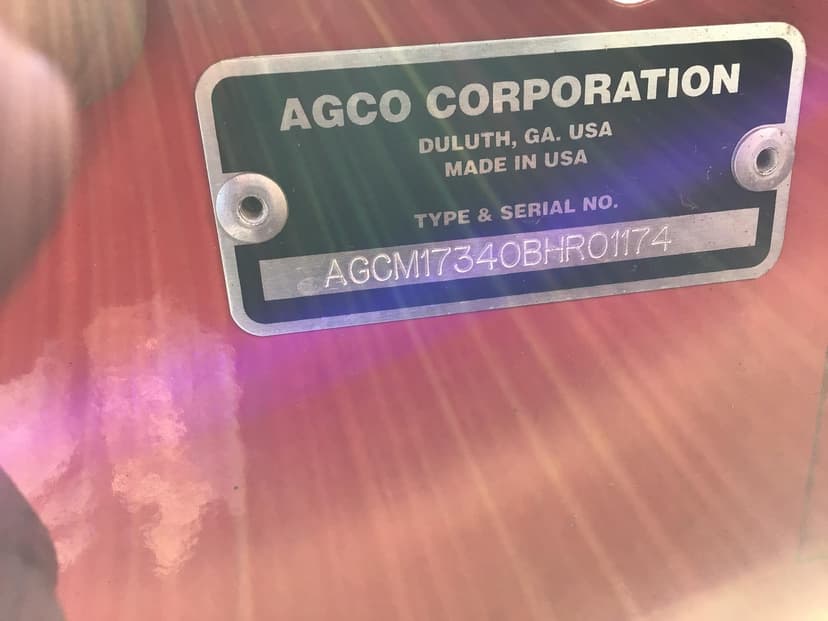 AGCO CORPORATION
DULUTH, GA. USA
MADE IN USA
TYPE & SERIAL NO.
AGCM17340BHR01174